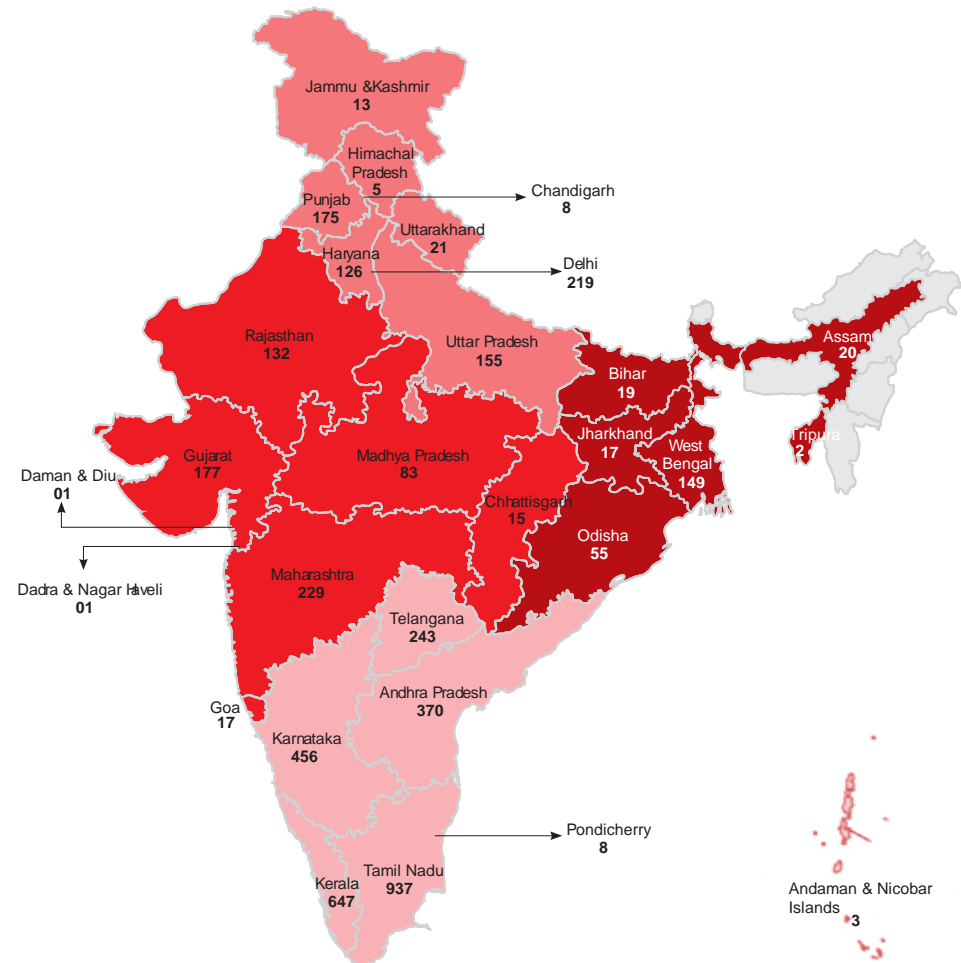 Jammu &Kashmir
13
Himachal
Pradesh
5
Chandigarh
8
Punjab
175
Uttarakhand
21
Haryana
126
Delhi
219
Rajasthan
132
Uttar Pradesh
155
Assam
20
Bihar
19
Jharkhand
17
West
Bengal
149
Tripura
2
Gujarat
177
Madhya Pradesh
83
Daman & Diu
01
Chhattisgarh
15
Odisha
55
Dadra & Nagar Haveli
01
Maharashtra
229
Telangana
243
Andhra Pradesh
370
Goa
17
Karnataka
456
Pondicherry
8
Tamil Nadu
937
Kerala
647
Andaman & Nicobar
Islands
3